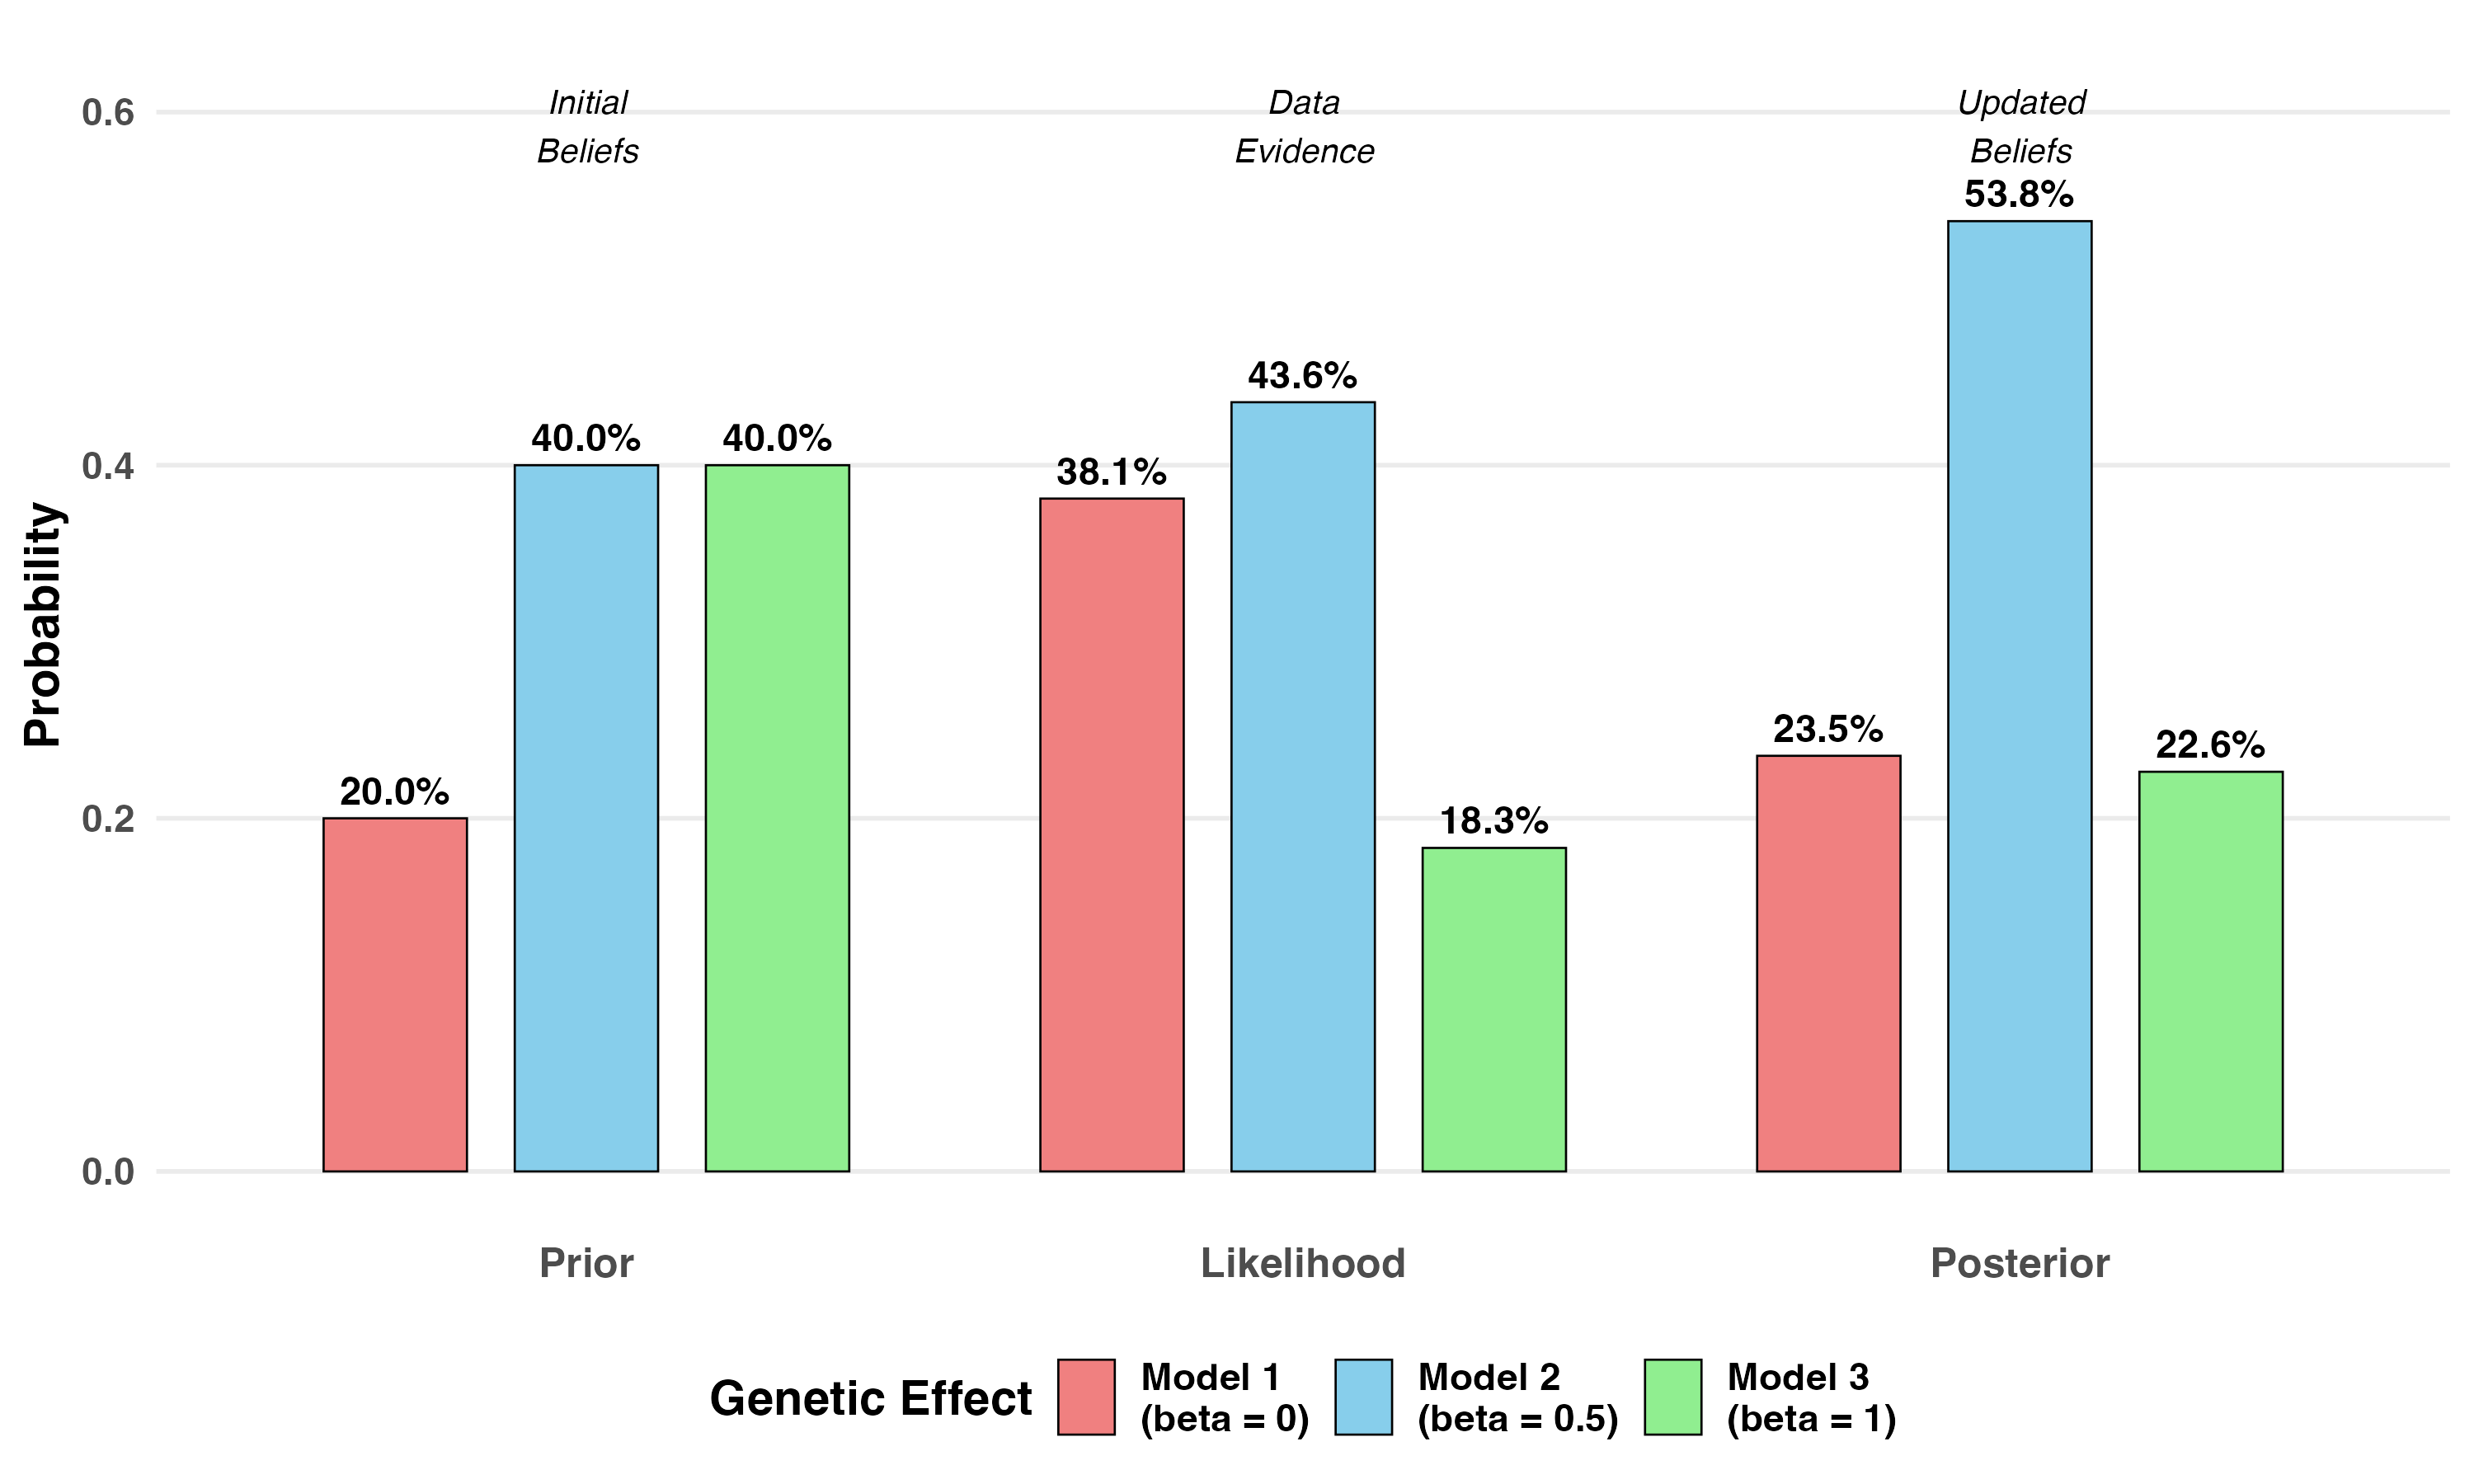 Initial
Beliefs
Data
Evidence
Updated
Beliefs
Probability
0.6
0.4
0.2
0.0
20.0%
40.0%
40.0%
38.1%
43.6%
18.3%
23.5%
53.8%
22.6%
Prior
Likelihood
Posterior
Genetic Effect
Model 1
(beta = 0)
Model 2
(beta = 0.5)
Model 3
(beta = 1)